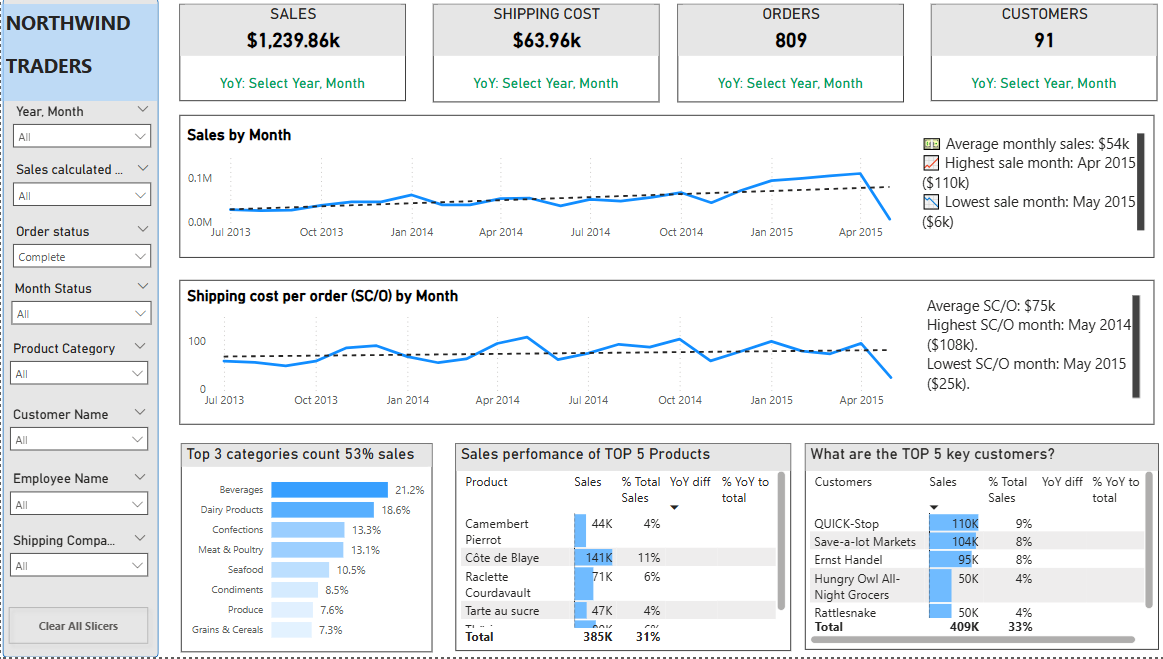 NORTHWIND
TRADERS
Year, Month
All
Sales calculated ...
All
Order status
Complete
Month Status
All
Product Category
All
Customer Name
All
Employee Name
All
Shipping Compa...
All
Clear All Slicers
SALES
$1,239.86k
YoY: Select Year, Month
SHIPPING COST
$63.96k
YoY: Select Year, Month
ORDERS
809
YoY: Select Year, Month
CUSTOMERS
91
YoY: Select Year, Month
Sales by Month
0.1M
0.0M
Jul 2013 Oct 2013 Jan 2014 Apr 2014 Jul 2014 Oct 2014 Jan 2015 Apr 2015
Average monthly sales: $54k
Highest sale month: Apr 2015
($110k)
Lowest sale month: May 2015
($6k)
Shipping cost per order (SC/O) by Month
100
0
Jul 2013 Oct 2013 Jan 2014 Apr 2014 Jul 2014 Oct 2014 Jan 2015 Apr 2015
Average SC/O: $75k
Highest SC/O month: May 2014
($108k).
Lowest SC/O month: May 2015
($25k).
Top 3 categories count 53% sales
Beverages 21.2%
Dairy Products 18.6%
Confections 13.3%
Meat & Poultry 13.1%
Seafood 10.5%
Condiments 8.5%
Produce 7.6%
Grains & Cereals 7.3%
Sales perfomance of TOP 5 Products
Product Sales % Total YoY diff % YoY to
Sales total
Camembert 44K 4%
Pierrot
Côte de Blaye 141K 11%
Raclette 71K 6%
Courdavault
Tarte au sucre 47K 4%
Total 385K 31%
What are the TOP 5 key customers?
Customers Sales % Total YoY diff % YoY to
Sales total
QUICK-Stop 110K 9%
Save-a-lot Markets 104K 8%
Ernst Handel 95K 8%
Hungry Owl All- 50K 4%
Night Grocers
Rattlesnake 50K 4%
Total 409K 33%